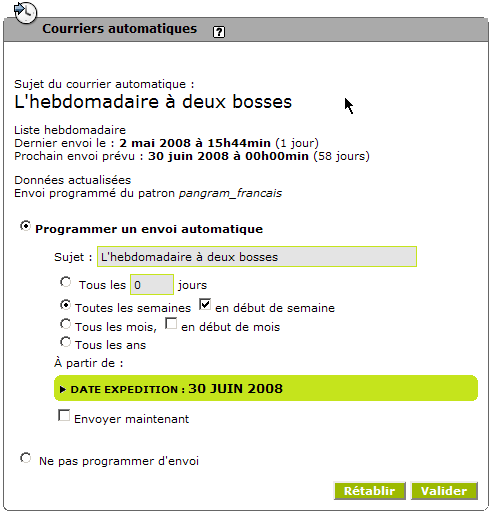 Courriers automatiques ?
Sujet du courrier automatique :
L'hebdomadaire à deux bosses
Liste hebdomadaire
Dernier envoi le : 2 mai 2008 à 15h44min (1 jour)
Prochain envoi prévu : 30 juin 2008 à 00h00min (58 jours)
Données actualisées
Envoi programmé du patron pangram_francais
Programmer un envoi automatique
Sujet : L'hebdomadaire à deux bosses
Tous les 0 jours
Toutes les semaines en début de semaine
Tous les mois, en début de mois
Tous les ans
À partir de :
DATE EXPEDITION : 30 JUIN 2008
Envoyer maintenant
Ne pas programmer d'envoi
Rétablir Valider